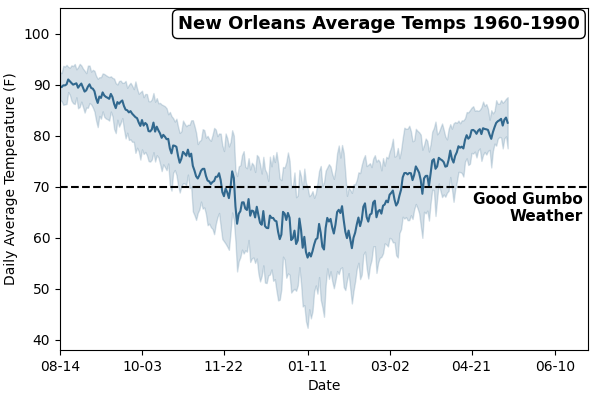 New Orleans Average Temps 1960-1990
Daily Average Temperature (F)
100
90
80
70
60
50
40
Good Gumbo
Weather
08-14
10-03
11-22
01-11
03-02
04-21
06-10
Date